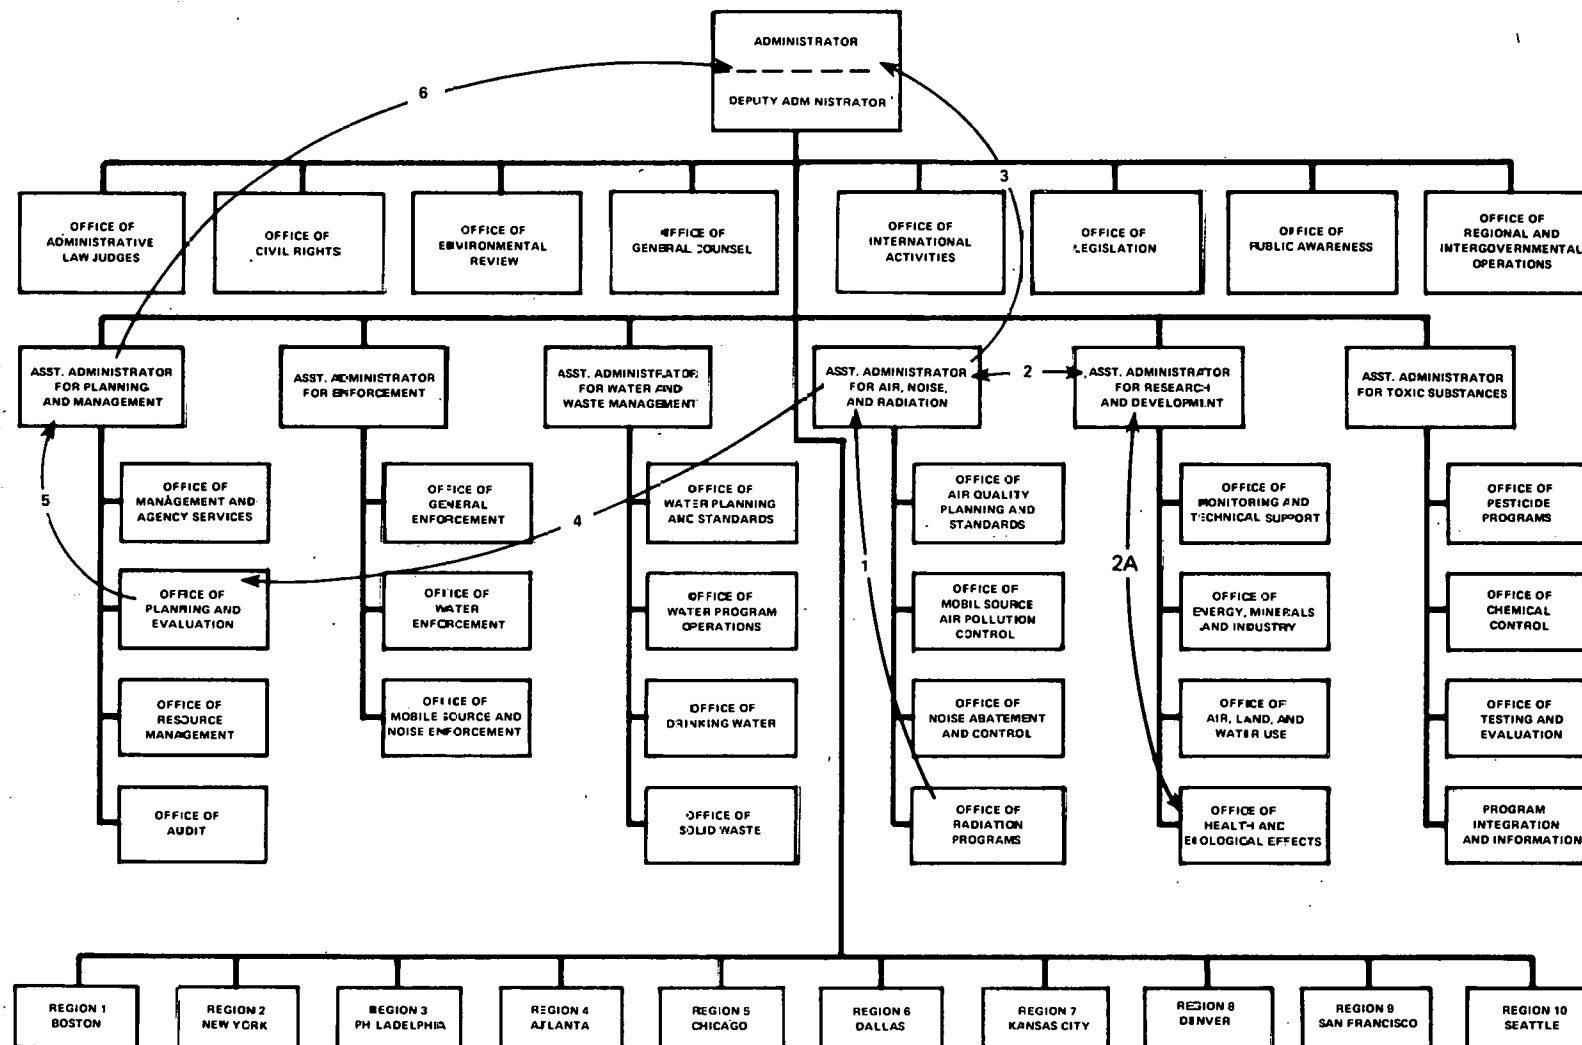 ADMINISTRATOR
DEPUTY ADM NISTRATOR
6
3
OFFICE OF
ADMINISTRATIVE
LAW JUDGES
OFFICE OF
CIVIL RIGHTS
OFFICE OF
ENVIRONMENTAL
REVIEW
OFFICE OF
GENERAL COUNSEL
OFFICE OF
INTERNATIONAL
ACTIVITIES
OFFICE OF
LEGISLATION
OFFICE OF
PUBLIC AWARENESS
OFFICE OF
REGIONAL AND
INTERGOVERNMENTAL
OPERATIONS
ASST. ADMINISTRATOR
FOR PLANNING
AND MANAGEMENT
ASST. ADMINISTRATOR
FOR ENFORCEMENT
ASST. ADMINISTRATOR
FOR WATER AND
WASTE MANAGEMENT
ASST. ADMINISTRATOR
FOR AIR, NOISE,
AND RADIATION
2
ASST. ADMINISTRATOR
FOR RESEARCH
AND DEVELOPMENT
ASST. ADMINISTRATOR
FOR TOXIC SUBSTANCES
5
4
1
2A
OFFICE OF
MANAGEMENT AND
AGENCY SERVICES
OFFICE OF
PLANNING AND
EVALUATION
OFFICE OF
RESOURCE
MANAGEMENT
OFFICE OF
AUDIT
OFFICE OF
GENERAL
ENFORCEMENT
OFFICE OF
WATER
ENFORCEMENT
OFFICE OF
MOBILE SOURCE AND
NOISE ENFORCEMENT
OFFICE OF
WATER PLANNING
AND STANDARDS
OFFICE OF
WATER PROGRAM
OPERATIONS
OFFICE OF
DRINKING WATER
OFFICE OF
SOLID WASTE
OFFICE OF
AIR QUALITY
PLANNING AND
STANDARDS
OFFICE OF
MOBIL SOURCE
AIR POLLUTION
CONTROL
OFFICE OF
NOISE ABATEMENT
AND CONTROL
OFFICE OF
RADIATION
PROGRAMS
OFFICE OF
MONITORING AND
TECHNICAL SUPPORT
OFFICE OF
ENERGY, MINERALS
AND INDUSTRY
OFFICE OF
AIR, LAND, AND
WATER USE
OFFICE OF
HEALTH AND
ECOLOGICAL EFFECTS
OFFICE OF
PESTICIDE
PROGRAMS
OFFICE OF
CHEMICAL
CONTROL
OFFICE OF
TESTING AND
EVALUATION
PROGRAM
INTEGRATION
AND INFORMATION
REGION 1
BOSTON
REGION 2
NEW YORK
REGION 3
PH LADELPHIA
REGION 4
ATLANTA
REGION 5
CHICAGO
REGION 6
DALLAS
REGION 7
KANSAS CITY
REGION 8
DENVER
REGION 9
SAN FRANCISCO
REGION 10
SEATTLE